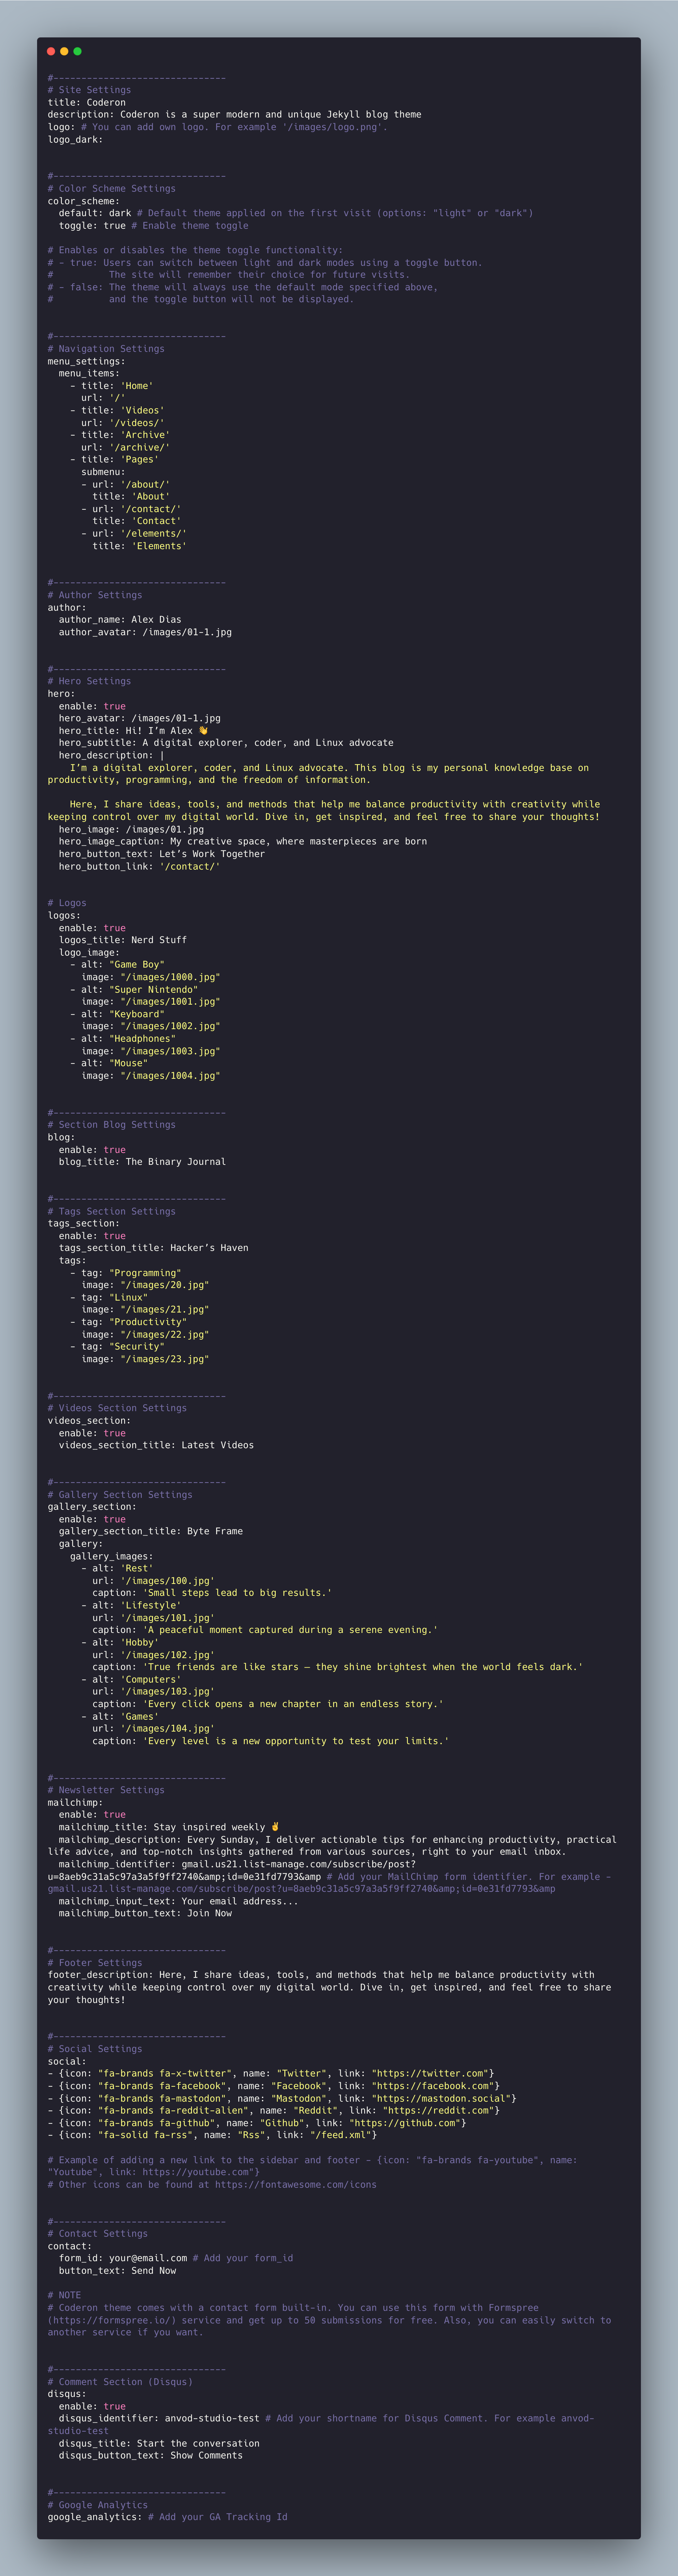 #-------------------------------
# Site Settings
title: Coderon
description: Coderon is a super modern and unique Jekyll blog theme
logo: # You can add own logo. For example '/images/logo.png'.
logo_dark:
#-------------------------------
# Color Scheme Settings
color_scheme:
  default: dark # Default theme applied on the first visit (options: "light" or "dark")
  toggle: true # Enable theme toggle
# Enables or disables the theme toggle functionality:
# - true: Users can switch between light and dark modes using a toggle button.
#          The site will remember their choice for future visits.
# - false: The theme will always use the default mode specified above,
#          and the toggle button will not be displayed.
#-------------------------------
# Navigation Settings
menu_settings:
  menu_items:
    - title: 'Home'
      url: '/'
    - title: 'Videos'
      url: '/videos/'
    - title: 'Archive'
      url: '/archive/'
    - title: 'Pages'
      submenu:
      - url: '/about/'
        title: 'About'
      - url: '/contact/'
        title: 'Contact'
      - url: '/elements/'
        title: 'Elements'
#-------------------------------
# Author Settings
author:
  author_name: Alex Dias
  author_avatar: /images/01-1.jpg
#-------------------------------
# Hero Settings
hero:
  enable: true
  hero_avatar: /images/01-1.jpg
  hero_title: Hi! I’m Alex 👋
  hero_subtitle: A digital explorer, coder, and Linux advocate
  hero_description: |
    I’m a digital explorer, coder, and Linux advocate. This blog is my personal knowledge base on
productivity, programming, and the freedom of information.
    Here, I share ideas, tools, and methods that help me balance productivity with creativity while
keeping control over my digital world. Dive in, get inspired, and feel free to share your thoughts!
  hero_image: /images/01.jpg
  hero_image_caption: My creative space, where masterpieces are born
  hero_button_text: Let’s Work Together
  hero_button_link: '/contact/'
# Logos
logos:
  enable: true
  logos_title: Nerd Stuff
  logo_image:
    - alt: "Game Boy"
      image: "/images/1000.jpg"
    - alt: "Super Nintendo"
      image: "/images/1001.jpg"
    - alt: "Keyboard"
      image: "/images/1002.jpg"
    - alt: "Headphones"
      image: "/images/1003.jpg"
    - alt: "Mouse"
      image: "/images/1004.jpg"
#-------------------------------
# Section Blog Settings
blog:
  enable: true
  blog_title: The Binary Journal
#-------------------------------
# Tags Section Settings
tags_section:
  enable: true
  tags_section_title: Hacker’s Haven
  tags:
    - tag: "Programming"
      image: "/images/20.jpg"
    - tag: "Linux"
      image: "/images/21.jpg"
    - tag: "Productivity"
      image: "/images/22.jpg"
    - tag: "Security"
      image: "/images/23.jpg"
#-------------------------------
# Videos Section Settings
videos_section:
  enable: true
  videos_section_title: Latest Videos
#-------------------------------
# Gallery Section Settings
gallery_section:
  enable: true
  gallery_section_title: Byte Frame
  gallery:
    gallery_images:
      - alt: 'Rest'
        url: '/images/100.jpg'
        caption: 'Small steps lead to big results.'
      - alt: 'Lifestyle'
        url: '/images/101.jpg'
        caption: 'A peaceful moment captured during a serene evening.'
      - alt: 'Hobby'
        url: '/images/102.jpg'
        caption: 'True friends are like stars – they shine brightest when the world feels dark.'
      - alt: 'Computers'
        url: '/images/103.jpg'
        caption: 'Every click opens a new chapter in an endless story.'
      - alt: 'Games'
        url: '/images/104.jpg'
        caption: 'Every level is a new opportunity to test your limits.'
#-------------------------------
# Newsletter Settings
mailchimp:
  enable: true
  mailchimp_title: Stay inspired weekly ✌️
  mailchimp_description: Every Sunday, I deliver actionable tips for enhancing productivity, practical
life advice, and top-notch insights gathered from various sources, right to your email inbox.
  mailchimp_identifier: gmail.us21.list-manage.com/subscribe/post?
u=8aeb9c31a5c97a3a5f9ff2740&amp;id=0e31fd7793&amp # Add your MailChimp form identifier. For example -
gmail.us21.list-manage.com/subscribe/post?u=8aeb9c31a5c97a3a5f9ff2740&amp;id=0e31fd7793&amp
  mailchimp_input_text: Your email address...
  mailchimp_button_text: Join Now
#-------------------------------
# Footer Settings
footer_description: Here, I share ideas, tools, and methods that help me balance productivity with
creativity while keeping control over my digital world. Dive in, get inspired, and feel free to share
your thoughts!
#-------------------------------
# Social Settings
social:
- {icon: "fa-brands fa-x-twitter", name: "Twitter", link: "https://twitter.com"}
- {icon: "fa-brands fa-facebook", name: "Facebook", link: "https://facebook.com"}
- {icon: "fa-brands fa-mastodon", name: "Mastodon", link: "https://mastodon.social"}
- {icon: "fa-brands fa-reddit-alien", name: "Reddit", link: "https://reddit.com"}
- {icon: "fa-brands fa-github", name: "Github", link: "https://github.com"}
- {icon: "fa-solid fa-rss", name: "Rss", link: "/feed.xml"}
# Example of adding a new link to the sidebar and footer - {icon: "fa-brands fa-youtube", name:
"Youtube", link: https://youtube.com"}
# Other icons can be found at https://fontawesome.com/icons
#-------------------------------
# Contact Settings
contact:
  form_id: your@email.com # Add your form_id
  button_text: Send Now
# NOTE
# Coderon theme comes with a contact form built-in. You can use this form with Formspree
(https://formspree.io/) service and get up to 50 submissions for free. Also, you can easily switch to
another service if you want.
#-------------------------------
# Comment Section (Disqus)
disqus:
  enable: true
  disqus_identifier: anvod-studio-test # Add your shortname for Disqus Comment. For example anvod-
studio-test
  disqus_title: Start the conversation
  disqus_button_text: Show Comments
#-------------------------------
# Google Analytics
google_analytics: # Add your GA Tracking Id